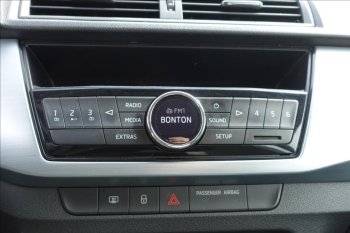 RADIO FM1
1 2 3 MEDIA BONTON SOUND 4 5 6
EXTRAS SETUP
PASSENGER AIRBAG